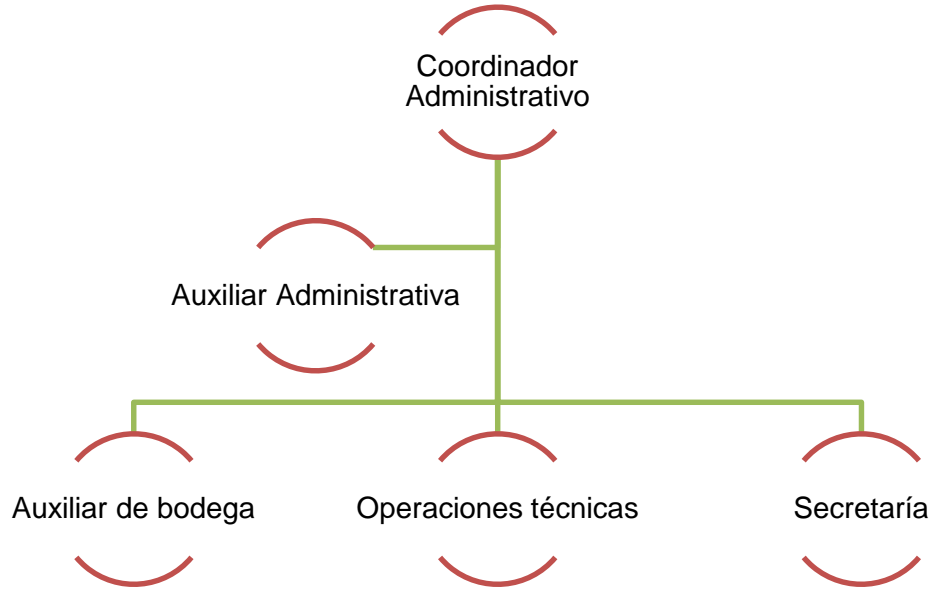 Coordinador
Administrativo
Auxiliar Administrativa
Auxiliar de bodega
Operaciones técnicas
Secretaría